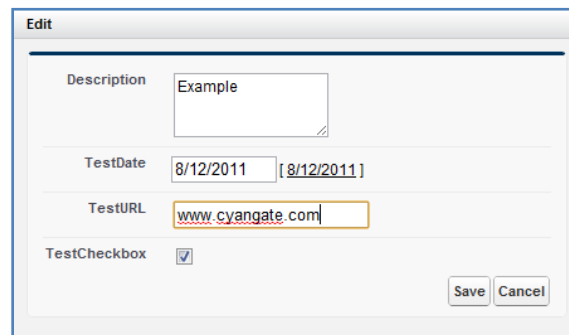 Edit
Description Example
TestDate 8/12/2011 [ 8/12/2011 ]
TestURL www.cyangate.com
TestCheckbox
Save Cancel